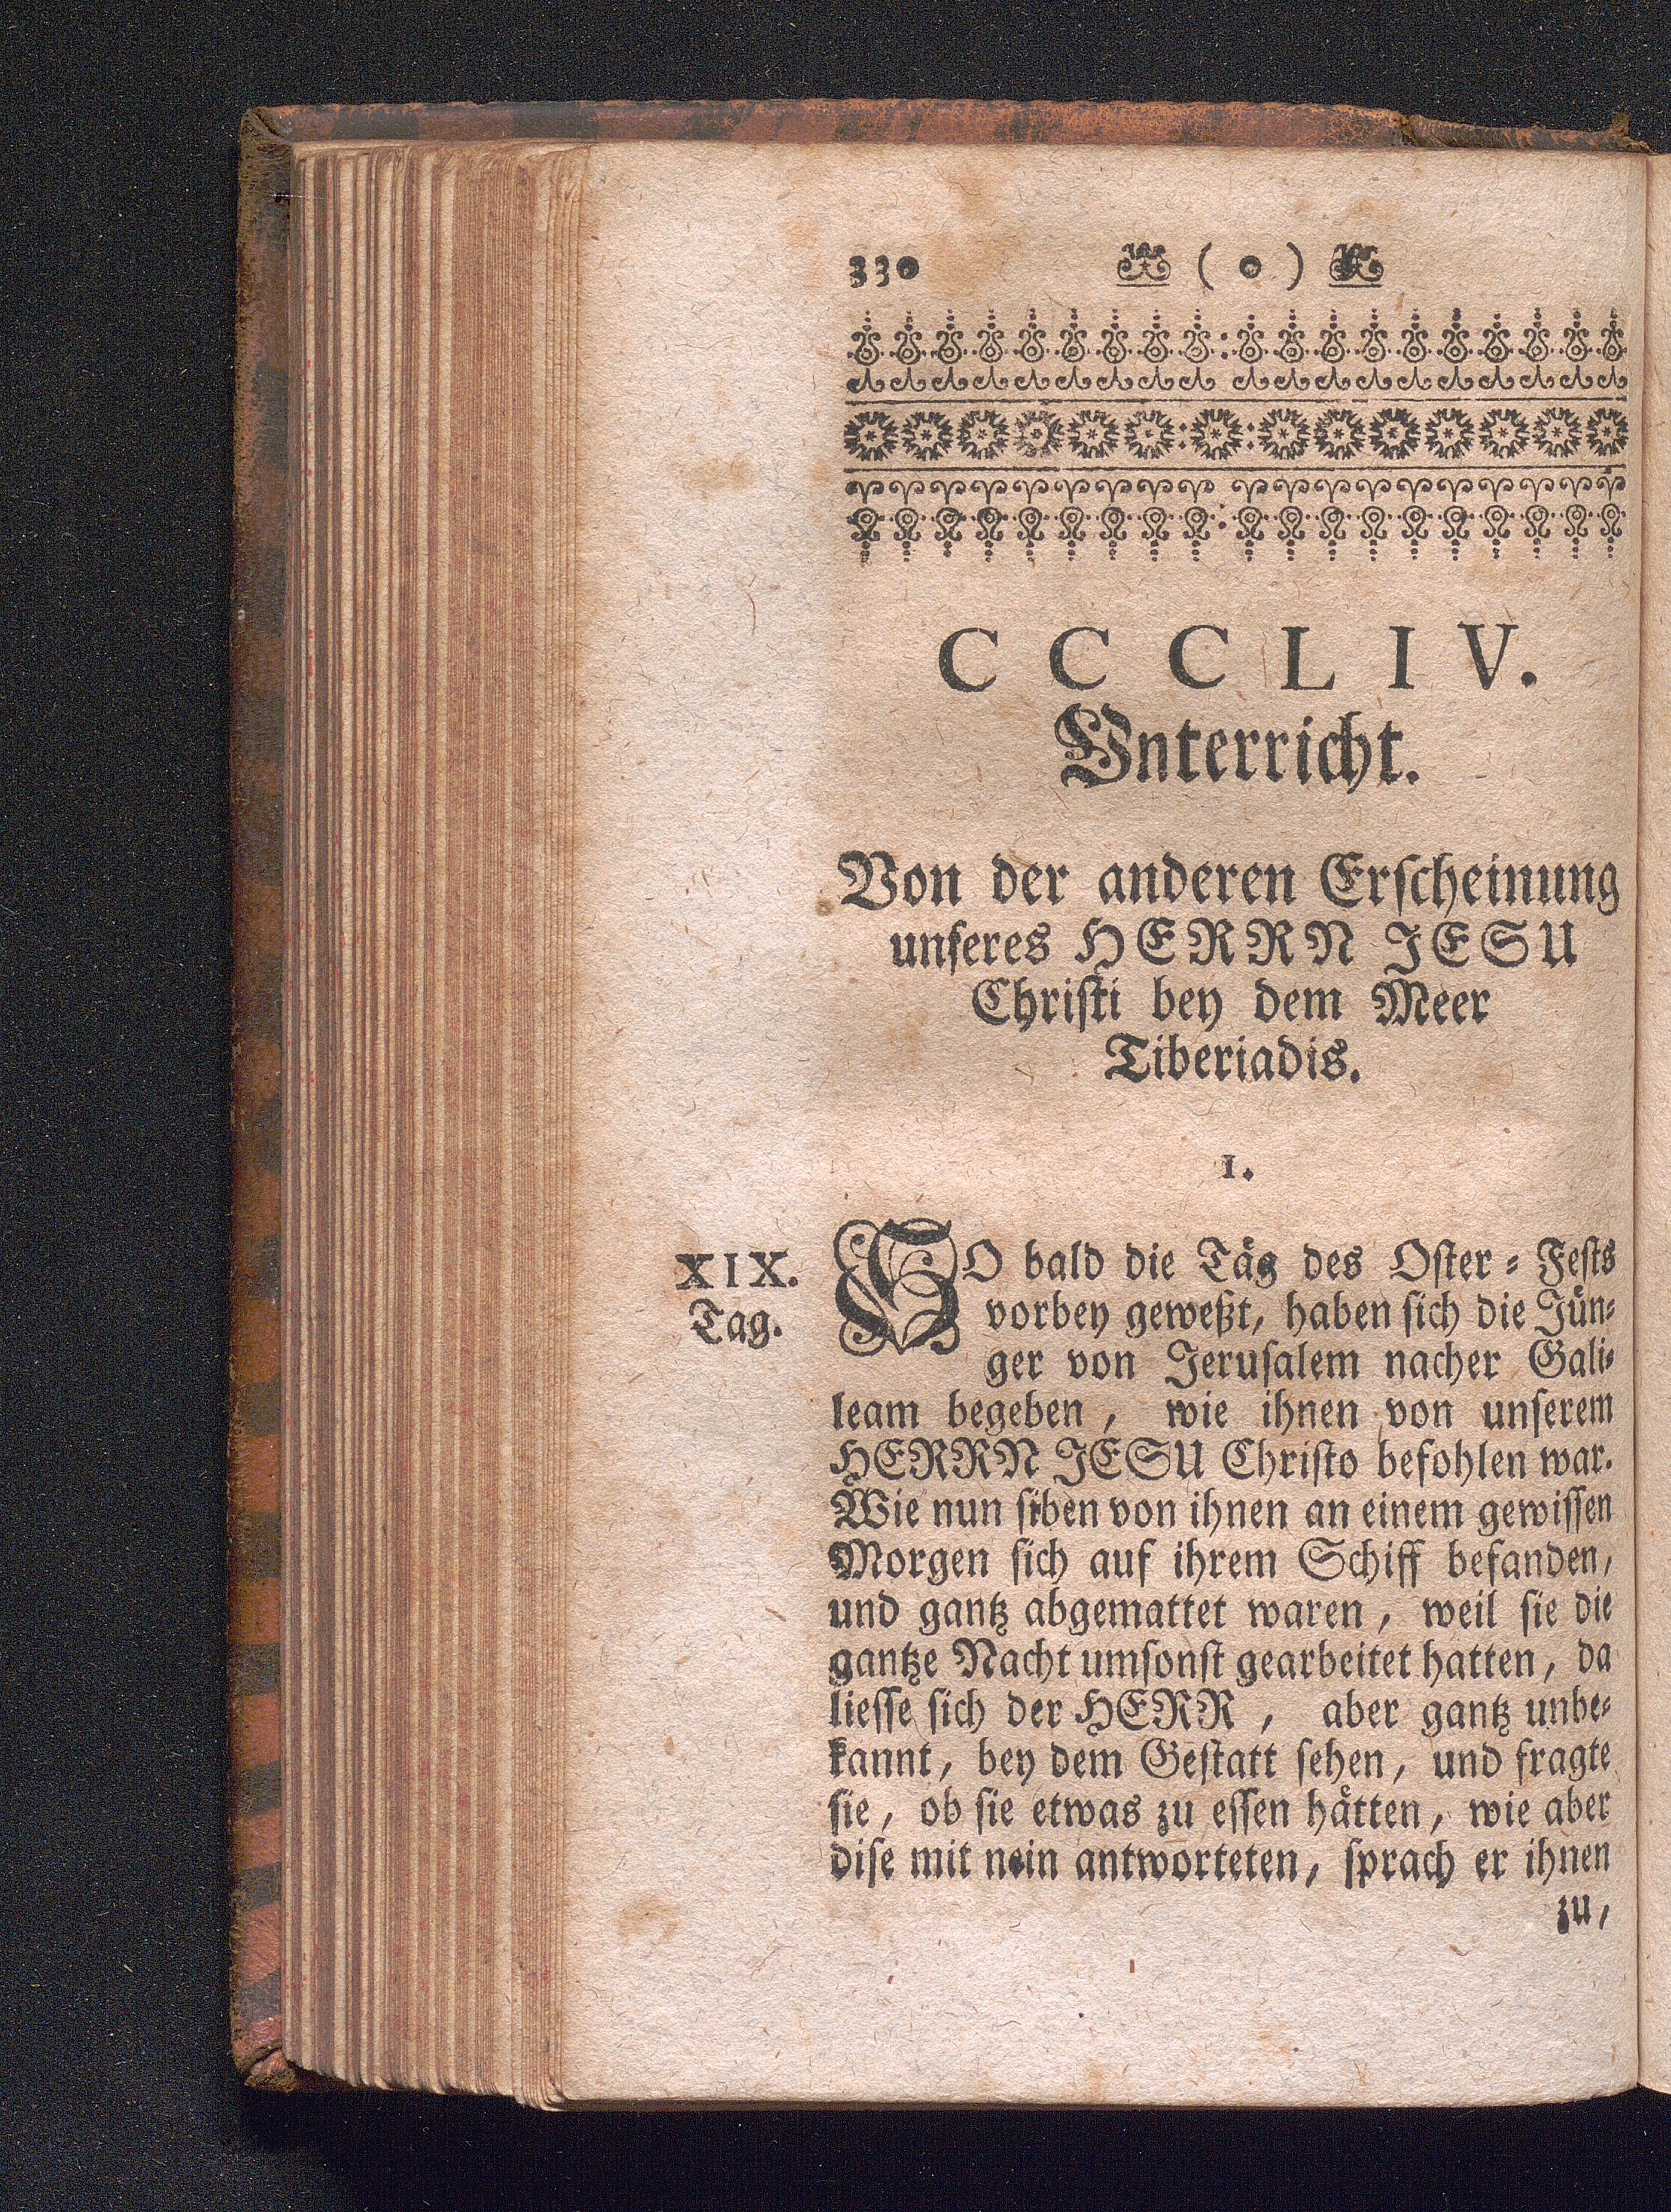 330 ( o )
CCCLIV.
Vnterricht.
Von der anderen Erscheinung
unseres HERRN JESU
Christi bey dem Meer
Tiberiadis.
1.
XIX.
Tag.
SO bald die Täg des Oster-Fests
vorbey geweßt, haben sich die Jün-
ger von Jerusalem nacher Gali-
leam begeben, wie ihnen von unserem
HERRN JESU Christo befohlen war.
Wie nun siben von ihnen an einem gewissen
Morgen sich auf ihrem Schiff befanden,
und gantz abgemattet waren, weil sie die
gantze Nacht umsonst gearbeitet hatten, da
liesse sich der HERR, aber gantz unbe-
kannt, bey dem Gestatt sehen, und fragte
sie, ob sie etwas zu essen hätten, wie aber
dise mit nein antworteten, sprach er ihnen
zu,